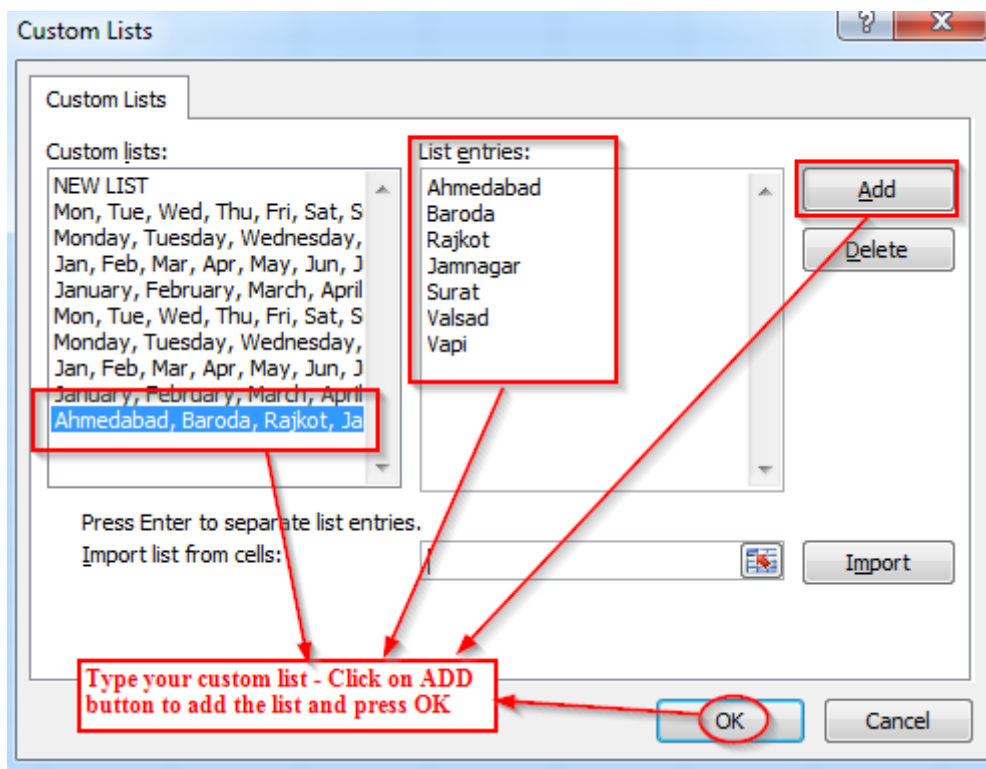 Custom Lists
?
X
Custom Lists
Custom lists:
NEW LIST
Mon, Tue, Wed, Thu, Fri, Sat, S
Monday, Tuesday, Wednesday,
Jan, Feb, Mar, Apr, May, Jun, J
January, February, March, April
Mon, Tue, Wed, Thu, Fri, Sat, S
Monday, Tuesday, Wednesday,
Jan, Feb, Mar, Apr, May, Jun, J
January, February, March, April
Ahmedabad, Baroda, Rajkot, Ja
List entries:
Ahmedabad
Baroda
Rajkot
Jamnagar
Surat
Valsad
Vapi
Add
Delete
Press Enter to separate list entries.
Import list from cells:
Import
Type your custom list - Click on ADD
button to add the list and press OK
OK
Cancel